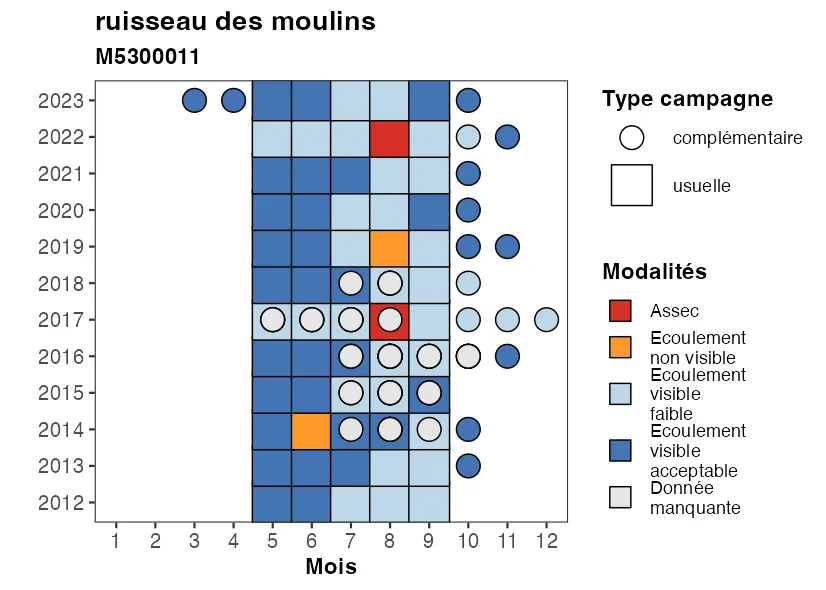 ruisseau des moulins
M5300011
2023
2022
2021
2020
2019
2018
2017
2016
2015
2014
2013
2012
1 2 3 4 5 6 7 8 9 10 11 12
Mois
Type campagne
complémentaire
usuelle
Modalités
Assec
Ecoulement
non visible
Ecoulement
visible
faible
Ecoulement
visible
acceptable
Donnée
manquante